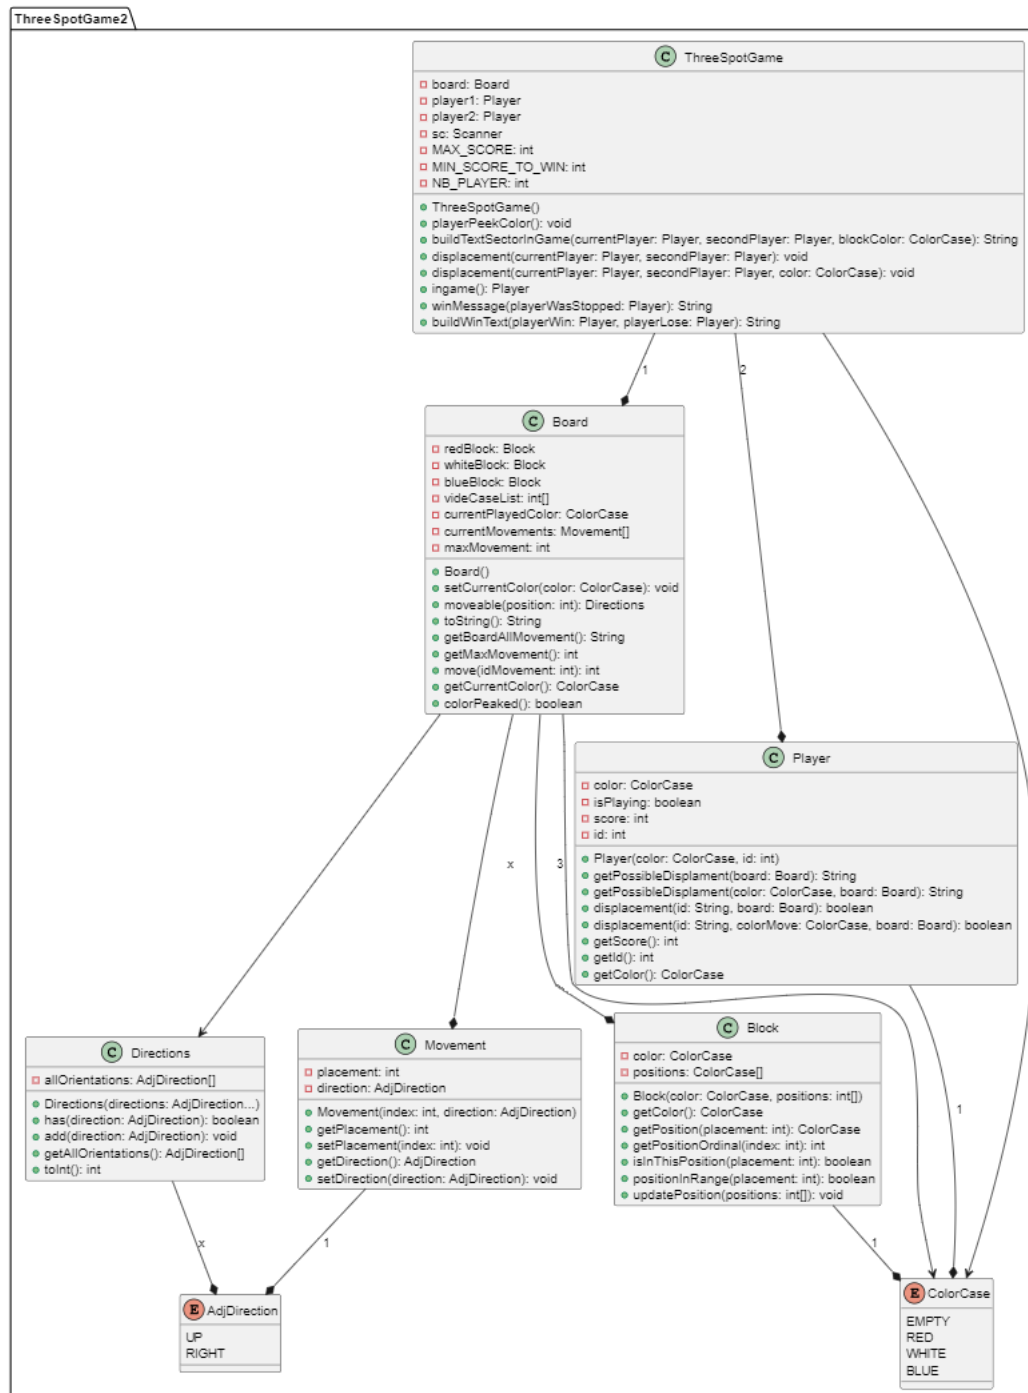 ThreeSpotGame2
C ThreeSpotGame
board: Board
player1: Player
player2: Player
sc: Scanner
MAX_SCORE: int
MIN_SCORE_TO_WIN: int
NB_PLAYER: int
ThreeSpotGame()
playerPeekColor(): void
buildTextSectorInGame(currentPlayer: Player, secondPlayer: Player, blockColor: ColorCase): String
displacement(currentPlayer: Player, secondPlayer: Player): void
displacement(currentPlayer: Player, secondPlayer: Player, color: ColorCase): void
ingame(): Player
winMessage(playerWasStopped: Player): String
buildWinText(playerWin: Player, playerLose: Player): String
1
2
C Board
redBlock: Block
whiteBlock: Block
blueBlock: Block
videCaseList: int[]
currentPlayedColor: ColorCase
currentMovements: Movement[]
maxMovement: int
Board()
setCurrentColor(color: ColorCase): void
moveable(position: int): Directions
toString(): String
getBoardAllMovement(): String
getMaxMovement(): int
move(idMovement: int): int
getCurrentColor(): ColorCase
colorPeaked(): boolean
C Player
color: ColorCase
isPlaying: boolean
score: int
id: int
Player(color: ColorCase, id: int)
getPossibleDisplament(board: Board): String
getPossibleDisplament(color: ColorCase, board: Board): String
displacement(id: String, board: Board): boolean
displacement(id: String, colorMove: ColorCase, board: Board): boolean
getScore(): int
getId(): int
getColor(): ColorCase
x
3
C Directions
allOrientations: AdjDirection[]
Directions(directions: AdjDirection...)
has(direction: AdjDirection): boolean
add(direction: AdjDirection): void
getAllOrientations(): AdjDirection[]
toInt(): int
C Movement
placement: int
direction: AdjDirection
Movement(index: int, direction: AdjDirection)
getPlacement(): int
setPlacement(index: int): void
getDirection(): AdjDirection
setDirection(direction: AdjDirection): void
C Block
color: ColorCase
positions: ColorCase[]
Block(color: ColorCase, positions: int[])
getColor(): ColorCase
getPosition(placement: int): ColorCase
getPositionOrdinal(index: int): int
isInThisPosition(placement: int): boolean
positionInRange(placement: int): boolean
updatePosition(positions: int[]): void
1
x
1
1
E AdjDirection
UP
RIGHT
E ColorCase
EMPTY
RED
WHITE
BLUE